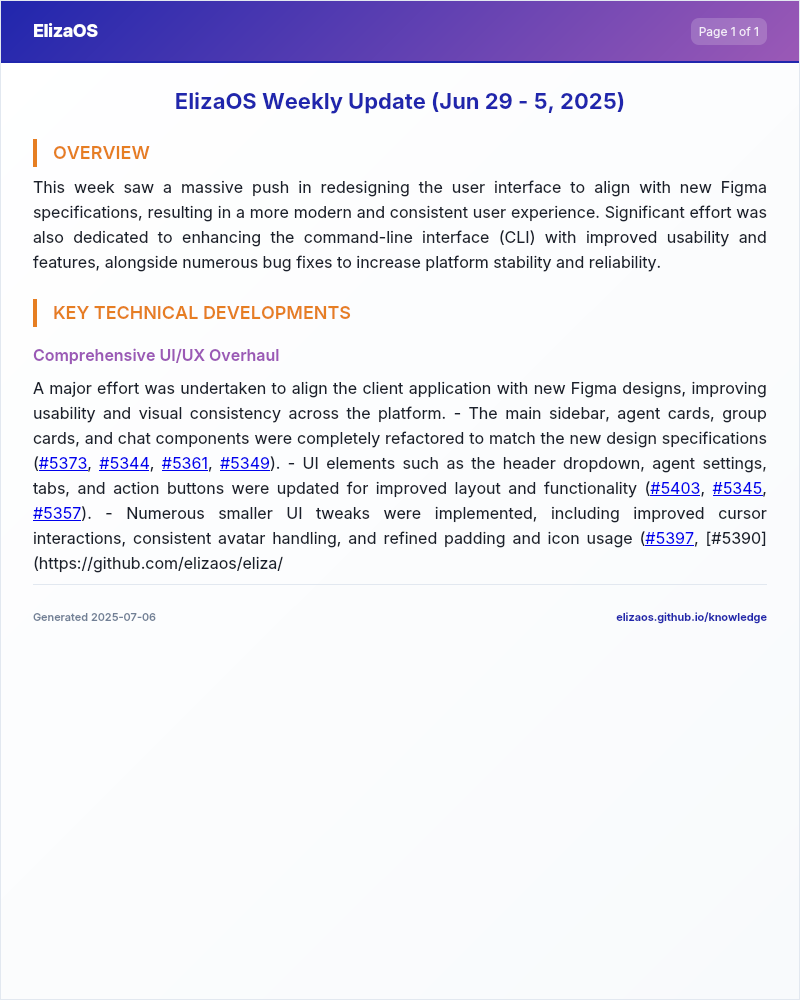 ElizaOS
Page 1 of 1
ElizaOS Weekly Update (Jun 29 - 5, 2025)
OVERVIEW
This week saw a massive push in redesigning the user interface to align with new Figma
specifications, resulting in a more modern and consistent user experience. Significant effort was
also dedicated to enhancing the command-line interface (CLI) with improved usability and
features, alongside numerous bug fixes to increase platform stability and reliability.
KEY TECHNICAL DEVELOPMENTS
Comprehensive UI/UX Overhaul
A major effort was undertaken to align the client application with new Figma designs, improving
usability and visual consistency across the platform. - The main sidebar, agent cards, group
cards, and chat components were completely refactored to match the new design specifications
(#5373, #5344, #5361, #5349). - UI elements such as the header dropdown, agent settings,
tabs, and action buttons were updated for improved layout and functionality (#5403, #5345,
#5357). - Numerous smaller UI tweaks were implemented, including improved cursor
interactions, consistent avatar handling, and refined padding and icon usage (#5397, [#5390]
(https://github.com/elizaos/eliza/
Generated 2025-07-06
elizaos.github.io/knowledge